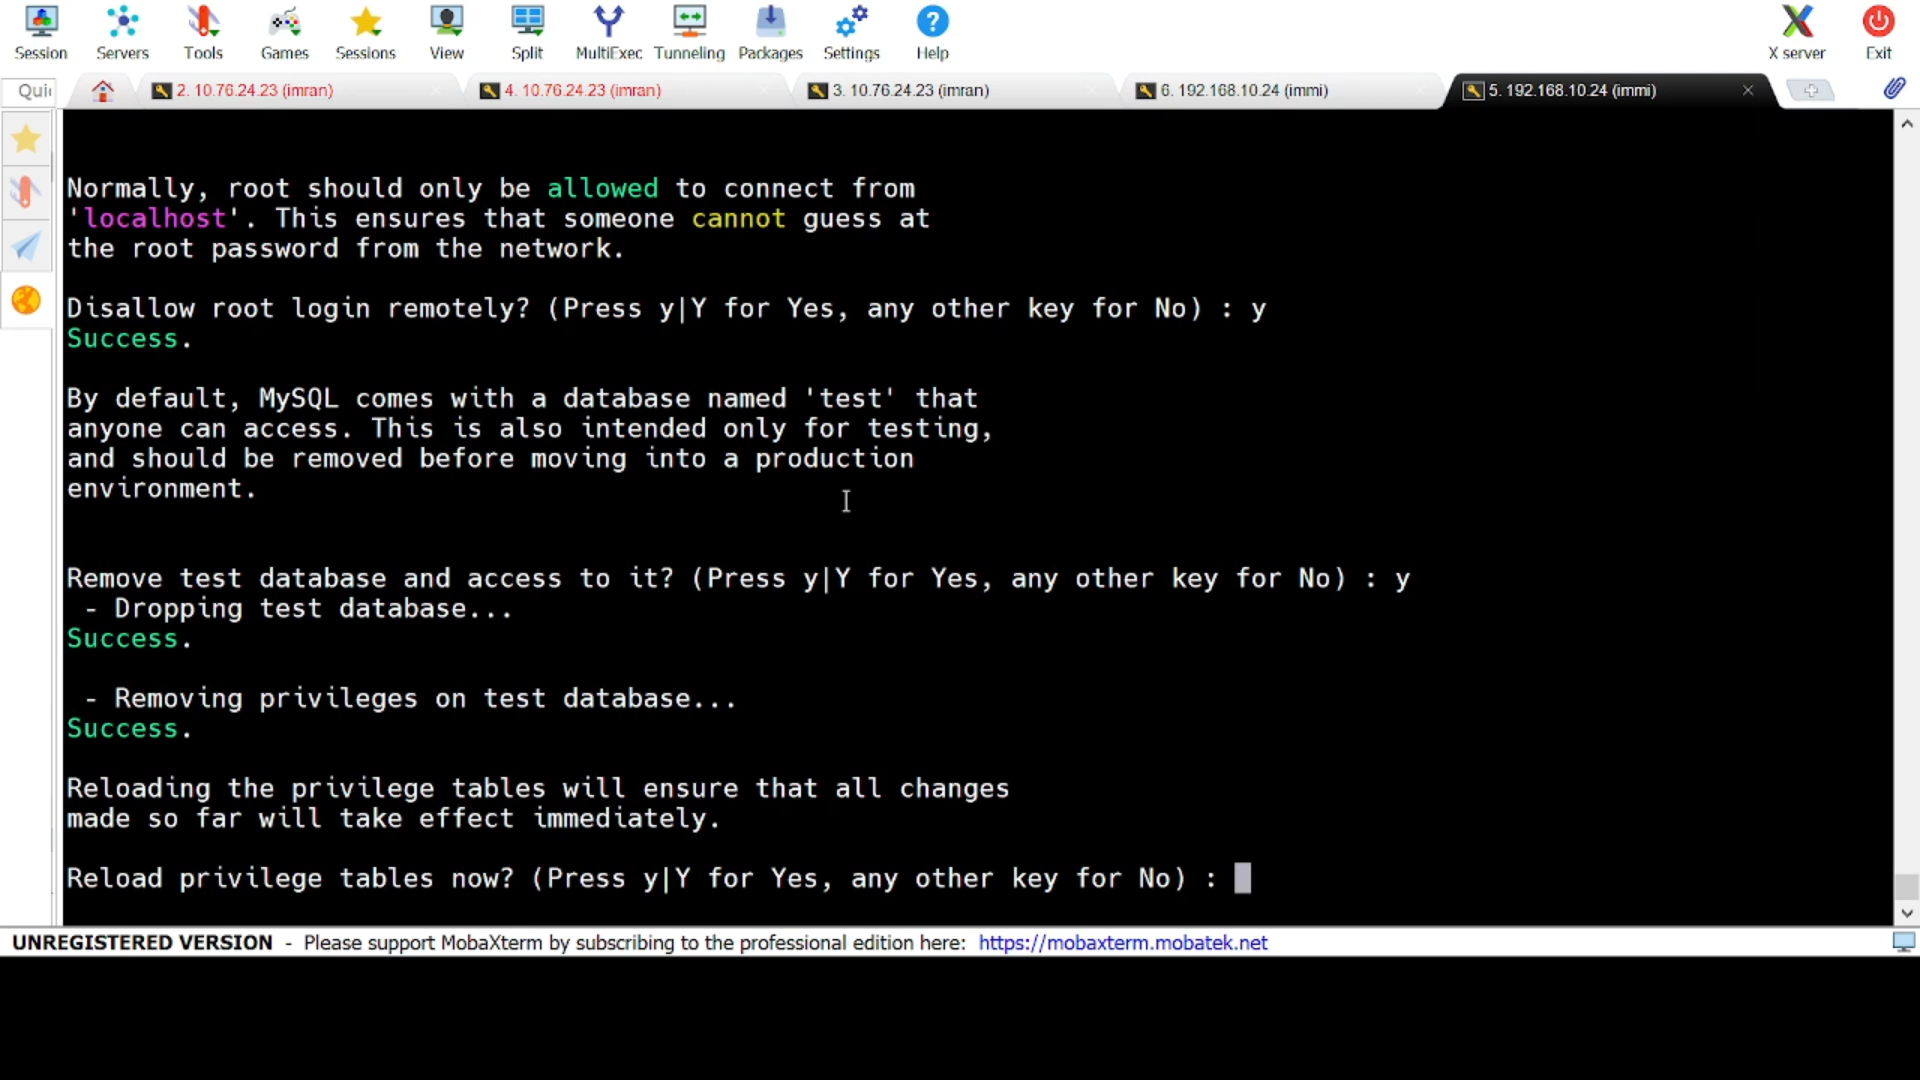 Session Servers Tools Games Sessions View Split MultiExec Tunneling Packages Settings Help X server Exit
Qui 2. 10.76.24.23 (imran) 4. 10.76.24.23 (imran) 3. 10.76.24.23 (imran) 6. 192.168.10.24 (immi) 5. 192.168.10.24 (immi)
Normally, root should only be allowed to connect from
'localhost'. This ensures that someone cannot guess at
the root password from the network.
Disallow root login remotely? (Press y|Y for Yes, any other key for No) : y
Success.
By default, MySQL comes with a database named 'test' that
anyone can access. This is also intended only for testing,
and should be removed before moving into a production
environment.
Remove test database and access to it? (Press y|Y for Yes, any other key for No) : y
- Dropping test database...
Success.
- Removing privileges on test database...
Success.
Reloading the privilege tables will ensure that all changes
made so far will take effect immediately.
Reload privilege tables now? (Press y|Y for Yes, any other key for No) :
UNREGISTERED VERSION - Please support MobaXterm by subscribing to the professional edition here: https://mobaxterm.mobatek.net